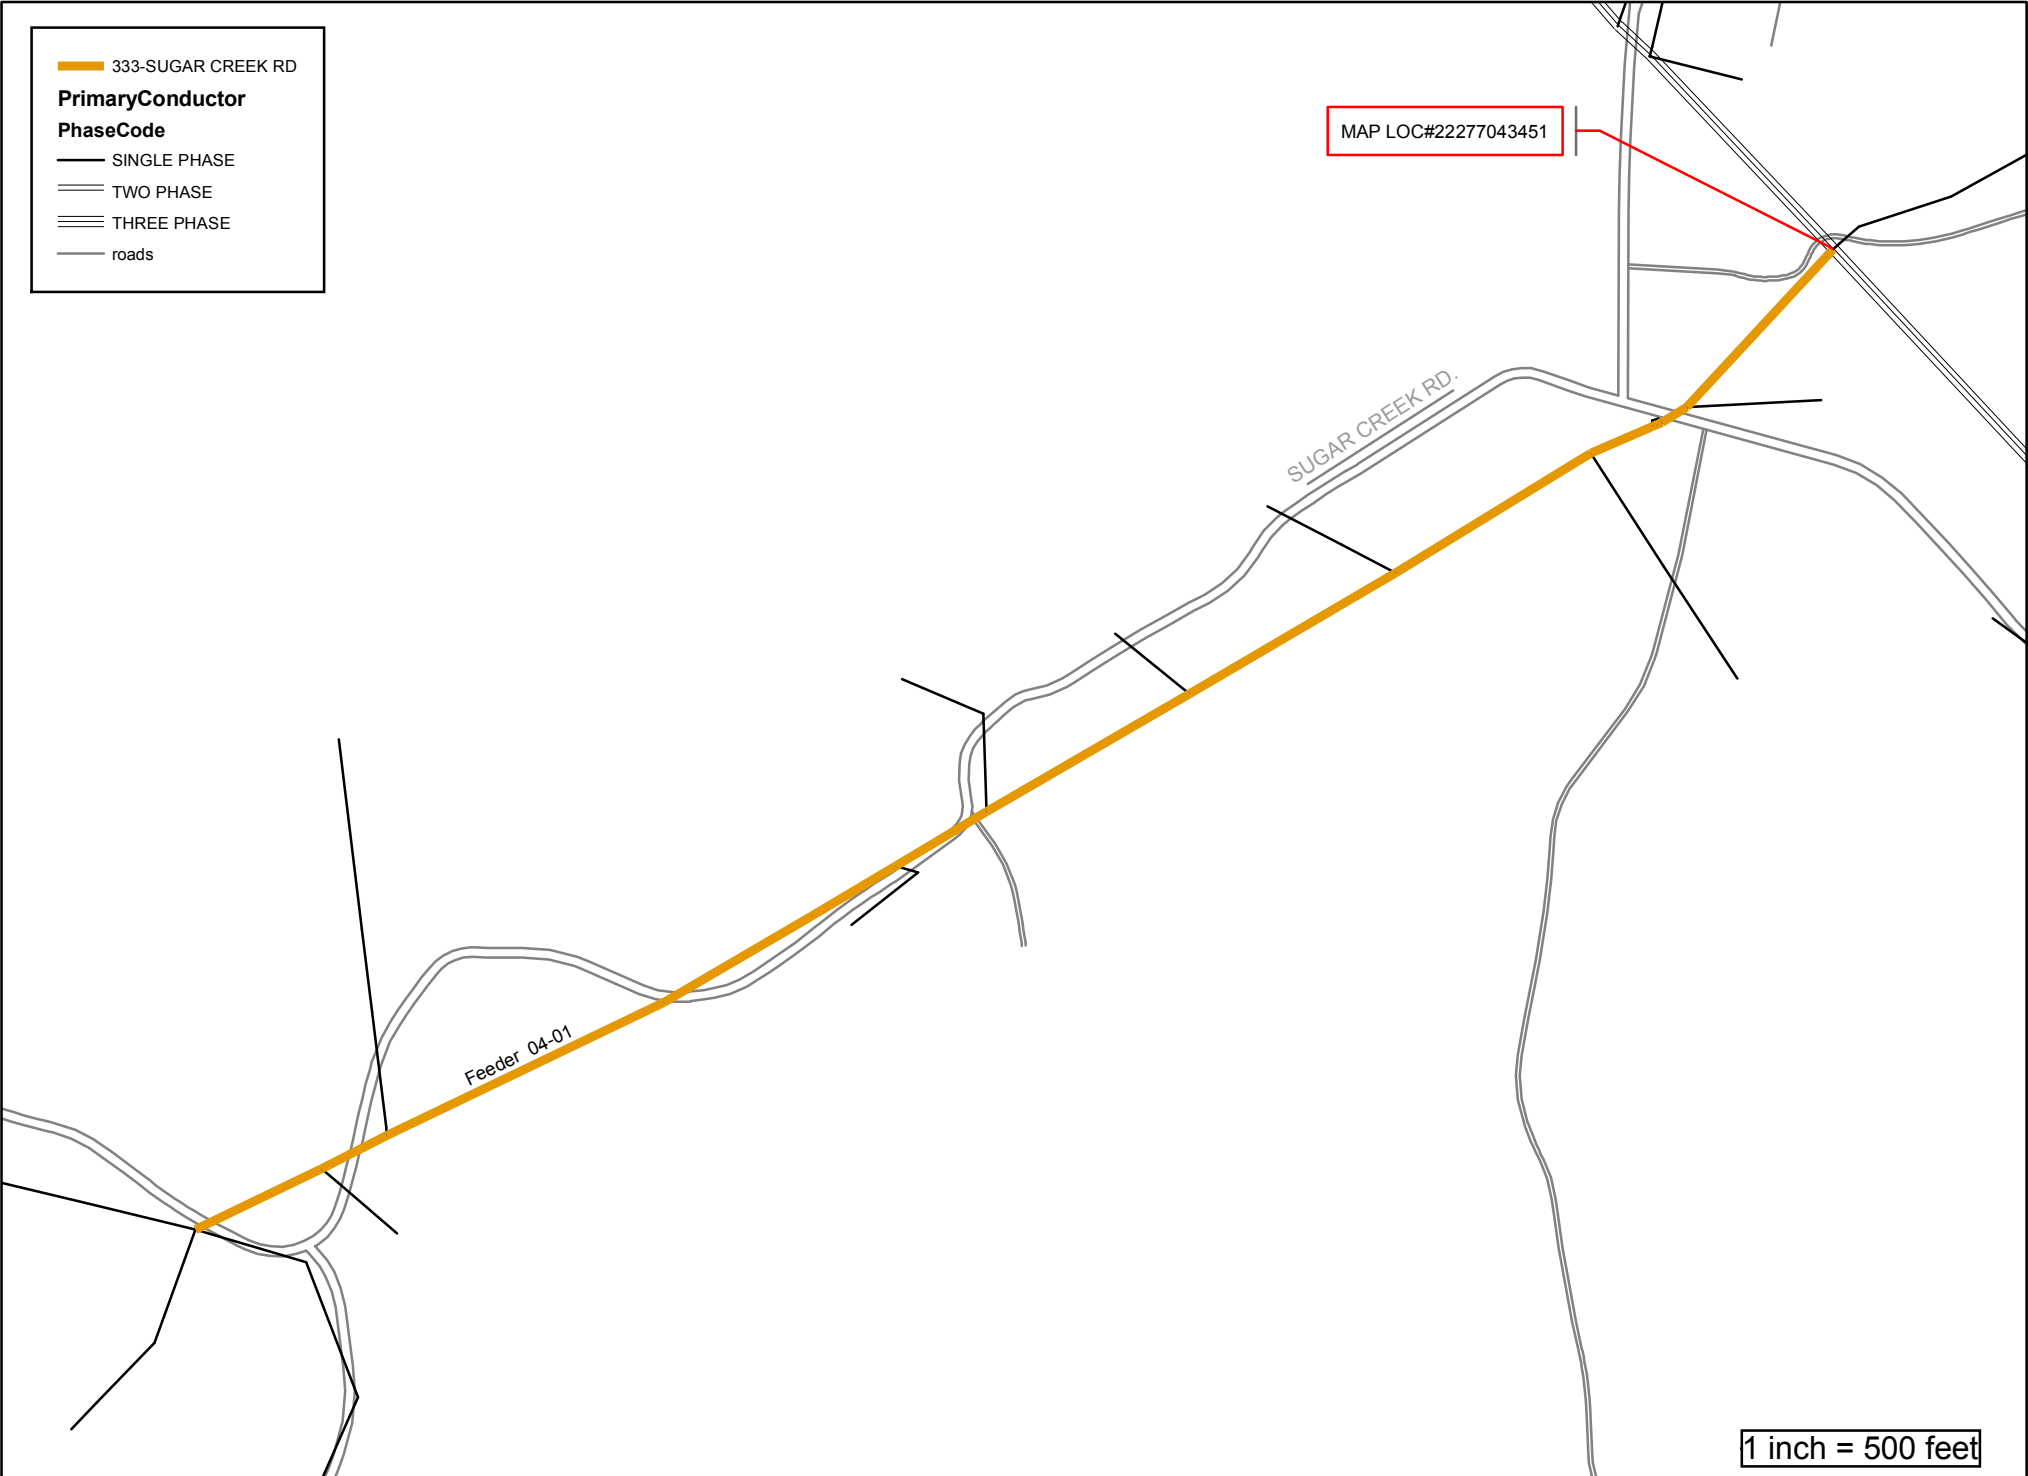 333-SUGAR CREEK RD
PrimaryConductor
PhaseCode
SINGLE PHASE
TWO PHASE
THREE PHASE
roads
MAP LOC#22277043451
SUGAR CREEK RD.
Feeder 04-01
1 inch = 500 feet